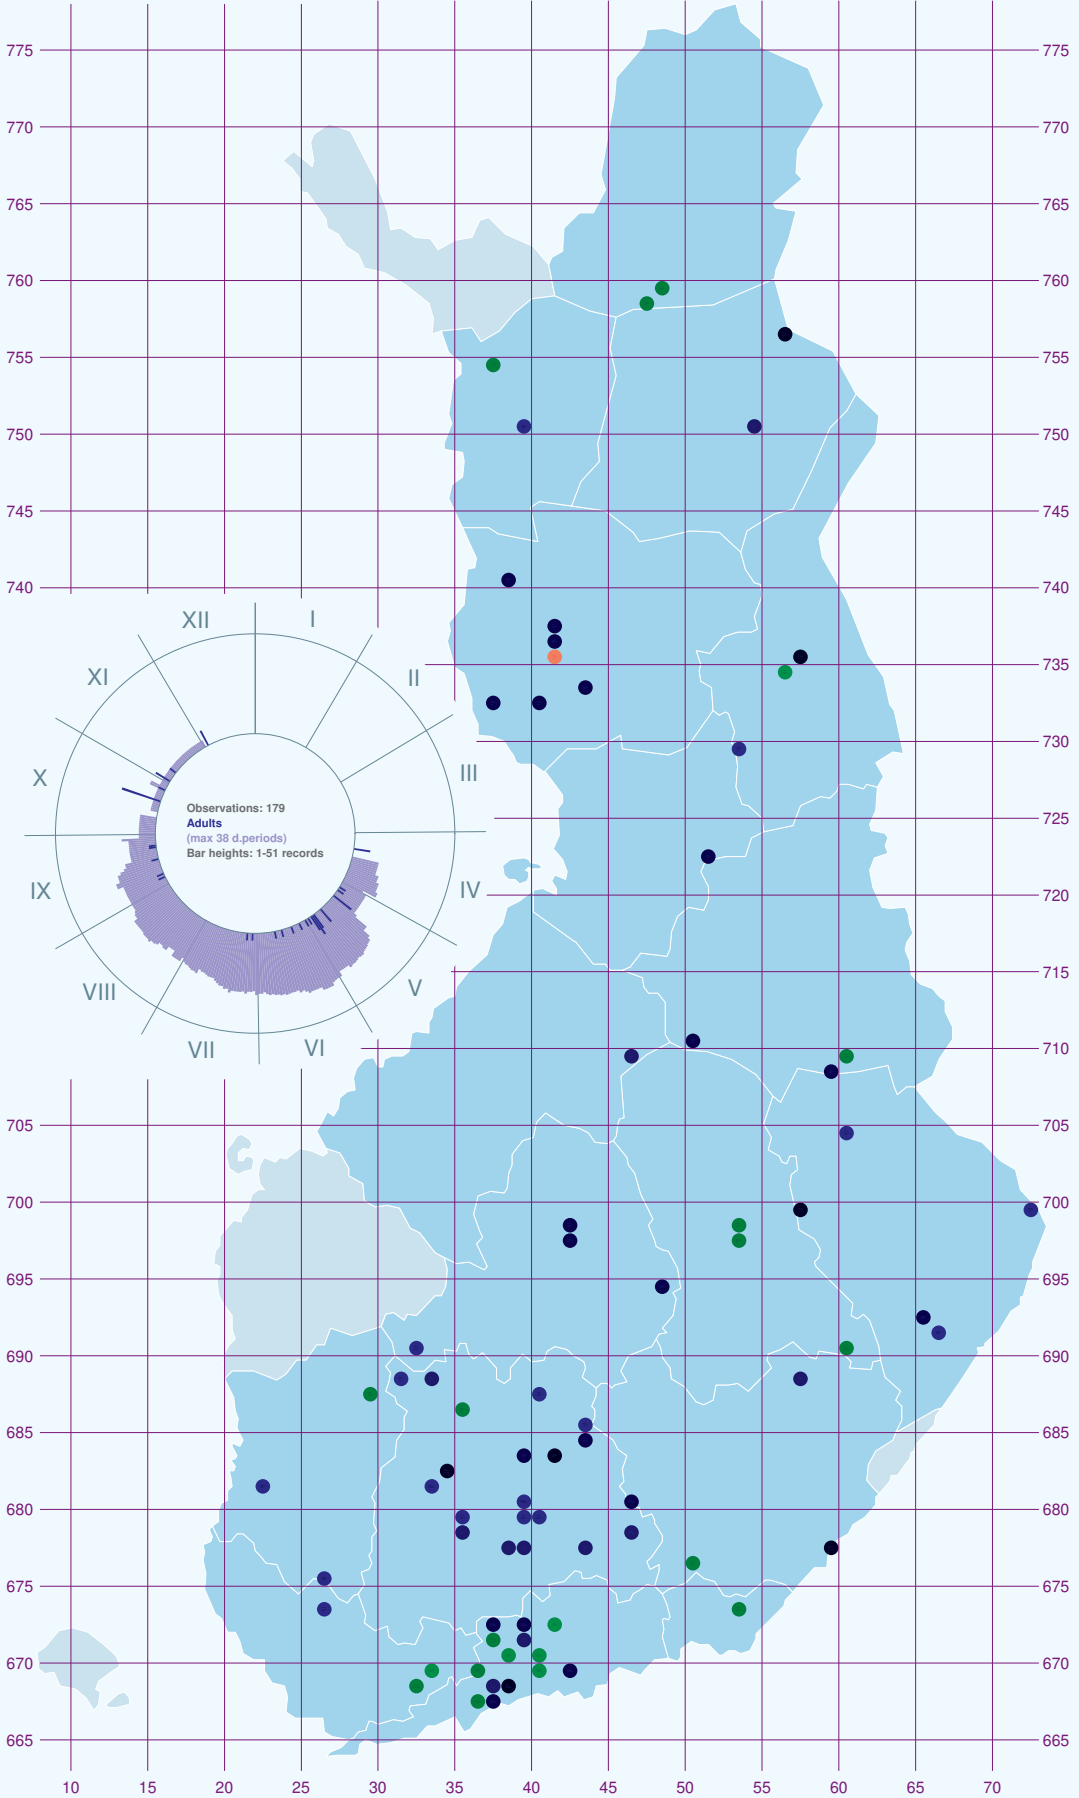 775 775
770 770
765 765
760 760
755 755
750 750
745 745
740 740
XII I
XI II
735
730
X III
Observations: 179
Adults
(max 38 d.periods)
Bar heights: 1-51 records
725
IX IV
720
715
VIII V
VII VI
710
705 705
700 700
695 695
690 690
685 685
680 680
675 675
670 670
665 665
10 15 20 25 30 35 40 45 50 55 60 65 70